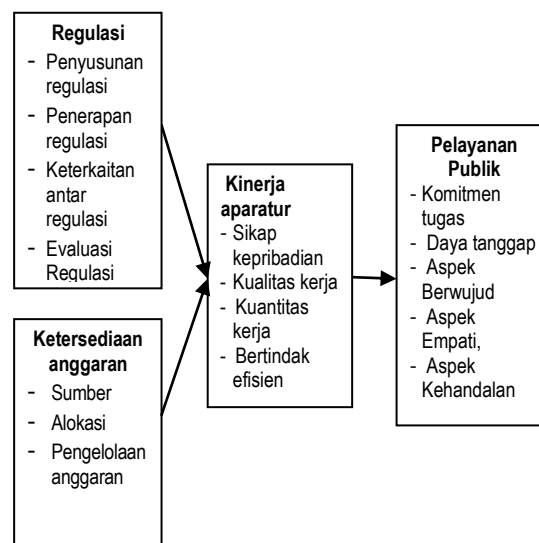 Regulasi
- Penyusunan
regulasi
- Penerapan
regulasi
- Keterkaitan
antar
regulasi
- Evaluasi
Regulasi
Ketersediaan
anggaran
- Sumber
- Alokasi
- Pengelolaan
anggaran
Kinerja
aparatur
- Sikap
kepribadian
- Kualitas kerja
- Kuantitas
kerja
- Bertindak
efisien
Pelayanan
Publik
- Komitmen
tugas
- Daya tanggap
- Aspek
Berwujud
- Aspek
Empati,
- Aspek
Kehandalan